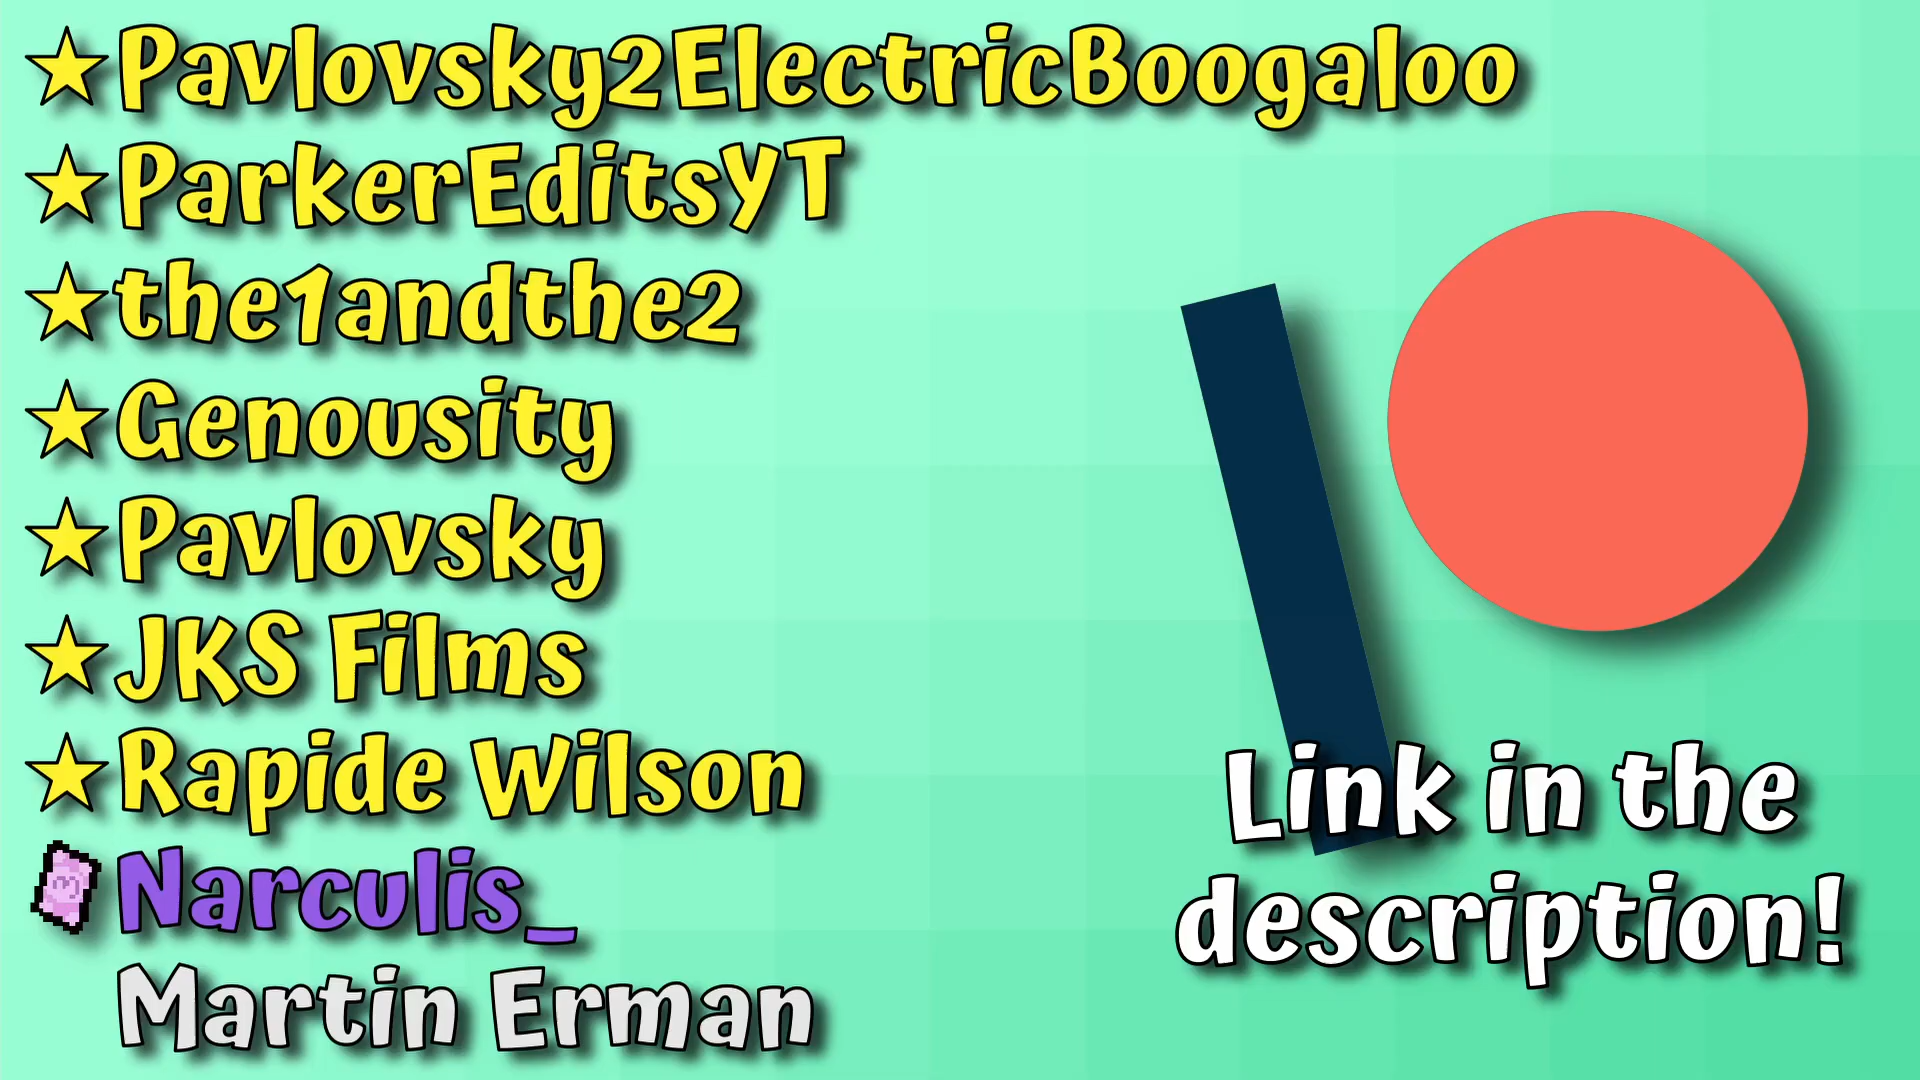 ★Pavlovsky2ElectricBoogaloo
★ParkerEditsYT
★the1andthe2
★Genousity
★Pavlovsky
★JKS Films
★Rapide Wilson
Narculis_
Martin Erman
Link in the
description!